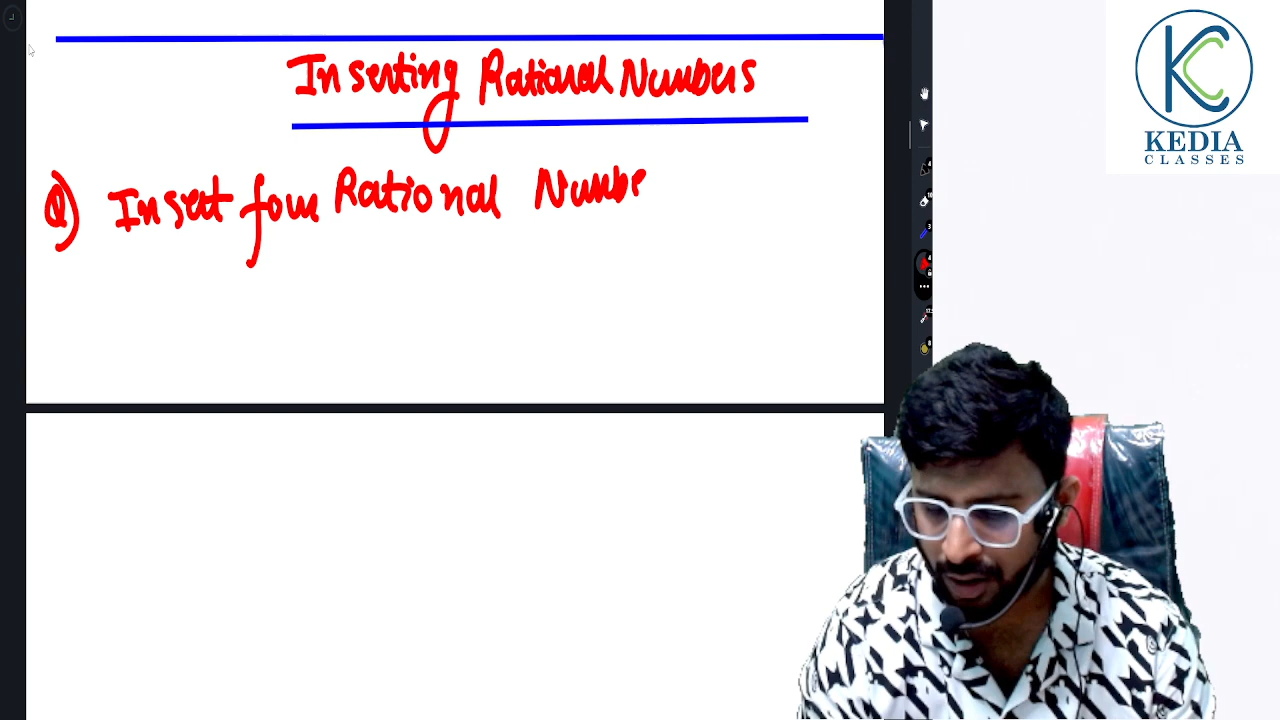 Inserting Rational Numbers
Q) Insert four Rational Numbe
KEDIA
CLASSES